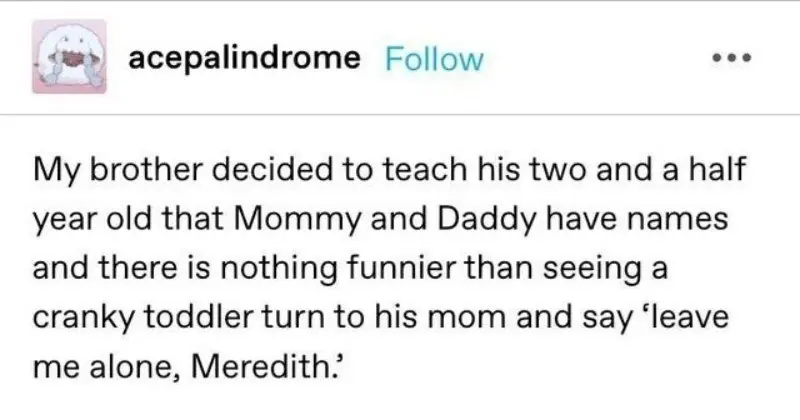 acepalindrome Follow
My brother decided to teach his two and a half
year old that Mommy and Daddy have names
and there is nothing funnier than seeing a
cranky toddler turn to his mom and say ‘leave
me alone, Meredith.’